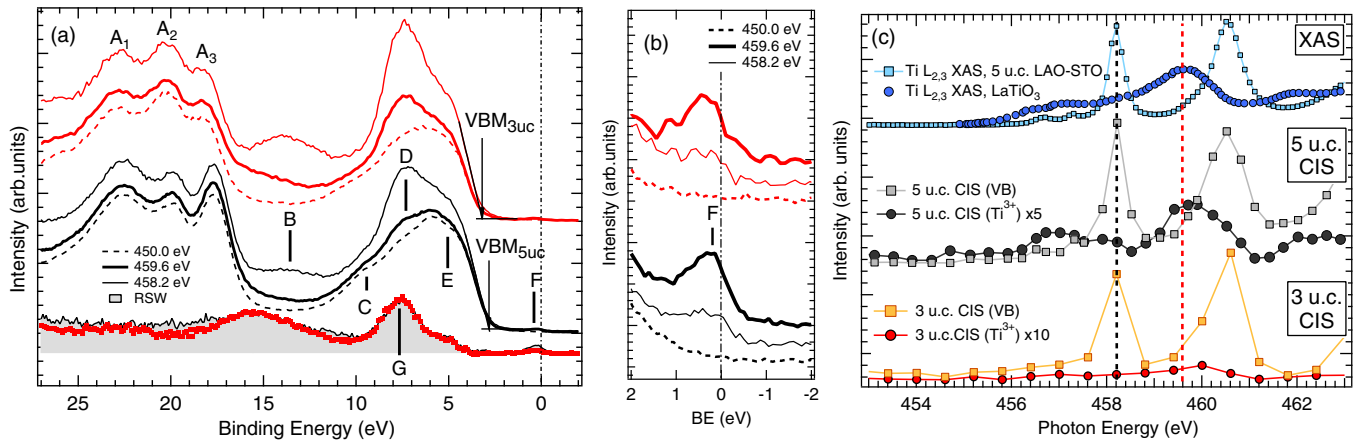 (a)
A1
A2
A3
VBM3uc
D
B
VBM5uc
450.0 eV
459.6 eV
458.2 eV
RSW
C
E
F
G
Intensity (arb.units)
25
20
15
10
5
0
Binding Energy (eV)
(b)
450.0 eV
459.6 eV
458.2 eV
F
Intensity (arb.units)
2
1
0
-1
-2
BE (eV)
(c)
XAS
Ti L2,3 XAS, 5 u.c. LAO-STO
Ti L2,3 XAS, LaTiO3
5 u.c.
CIS
5 u.c. CIS (VB)
5 u.c. CIS (Ti3+) x5
3 u.c. CIS (VB)
3 u.c.CIS (Ti3+) x10
3 u.c.
CIS
Intensity (arb. units)
454
456
458
460
462
Photon Energy (eV)